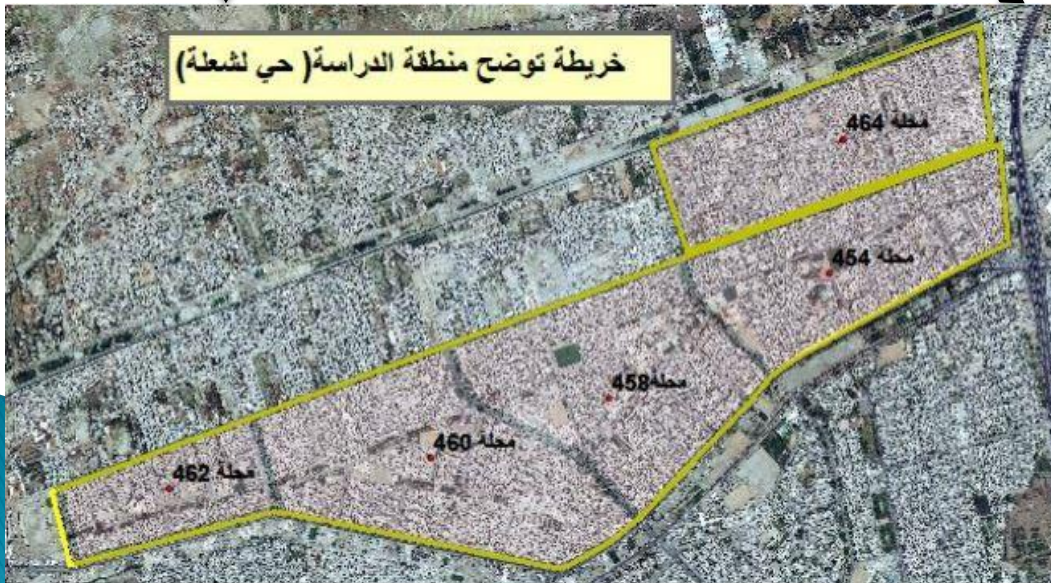 خريطة توضح منطقة الدراسة( حي لشعلة)
محلة 464
محلة 454
محلة458
محلة 460
محلة 462